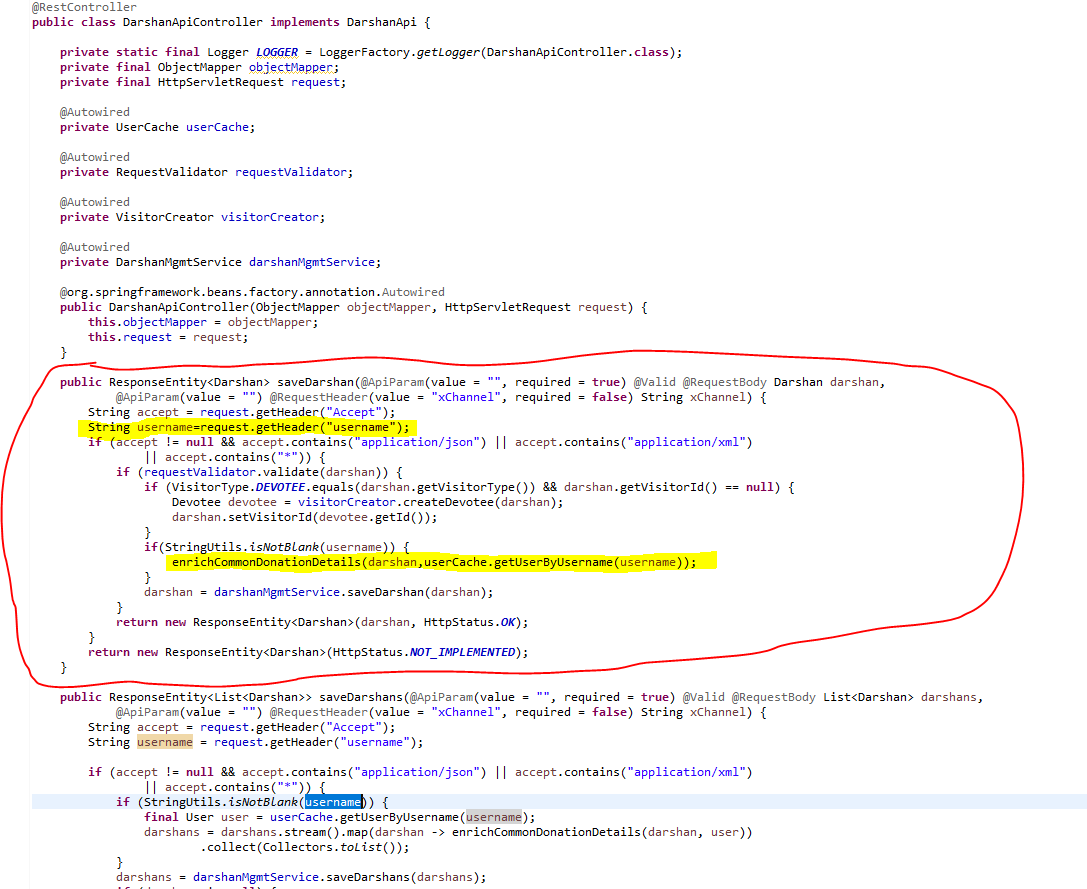 @RestController
public class DarshanApiController implements DarshanApi {
private static final Logger LOGGER = LoggerFactory.getLogger(DarshanApiController.class);
private final ObjectMapper objectMapper;
private final HttpServletRequest request;
@Autowired
private UserCache userCache;
@Autowired
private RequestValidator requestValidator;
@Autowired
private VisitorCreator visitorCreator;
@Autowired
private DarshanMgmtService darshanMgmtService;
@org.springframework.beans.factory.annotation.Autowired
public DarshanApiController(ObjectMapper objectMapper, HttpServletRequest request) {
this.objectMapper = objectMapper;
this.request = request;
}
public ResponseEntity<Darshan> saveDarshan(@ApiParam(value = "", required = true) @Valid @RequestBody Darshan darshan,
@ApiParam(value = "") @RequestHeader(value = "xChannel", required = false) String xChannel) {
String accept = request.getHeader("Accept");
String username=request.getHeader("username");
if (accept != null && accept.contains("application/json") || accept.contains("application/xml")
|| accept.contains("*")) {
if (requestValidator.validate(darshan)) {
if (VisitorType.DEVOTEE.equals(darshan.getVisitorType()) && darshan.getVisitorId() == null) {
Devotee devotee = visitorCreator.createDevotee(darshan);
darshan.setVisitorId(devotee.getId());
}
if(StringUtils.isNotBlank(username)) {
enrichCommonDonationDetails(darshan,userCache.getUserByUsername(username));
}
darshan = darshanMgmtService.saveDarshan(darshan);
}
return new ResponseEntity<Darshan>(darshan, HttpStatus.OK);
}
return new ResponseEntity<Darshan>(HttpStatus.NOT_IMPLEMENTED);
}
public ResponseEntity<List<Darshan>> saveDarshans(@ApiParam(value = "", required = true) @Valid @RequestBody List<Darshan> darshans,
@ApiParam(value = "") @RequestHeader(value = "xChannel", required = false) String xChannel) {
String accept = request.getHeader("Accept");
String username = request.getHeader("username");
if (accept != null && accept.contains("application/json") || accept.contains("application/xml")
|| accept.contains("*")) {
if (StringUtils.isNotBlank(username)) {
final User user = userCache.getUserByUsername(username);
darshans = darshans.stream().map(darshan -> enrichCommonDonationDetails(darshan, user))
.collect(Collectors.toList());
}
darshans = darshanMgmtService.saveDarshans(darshans);